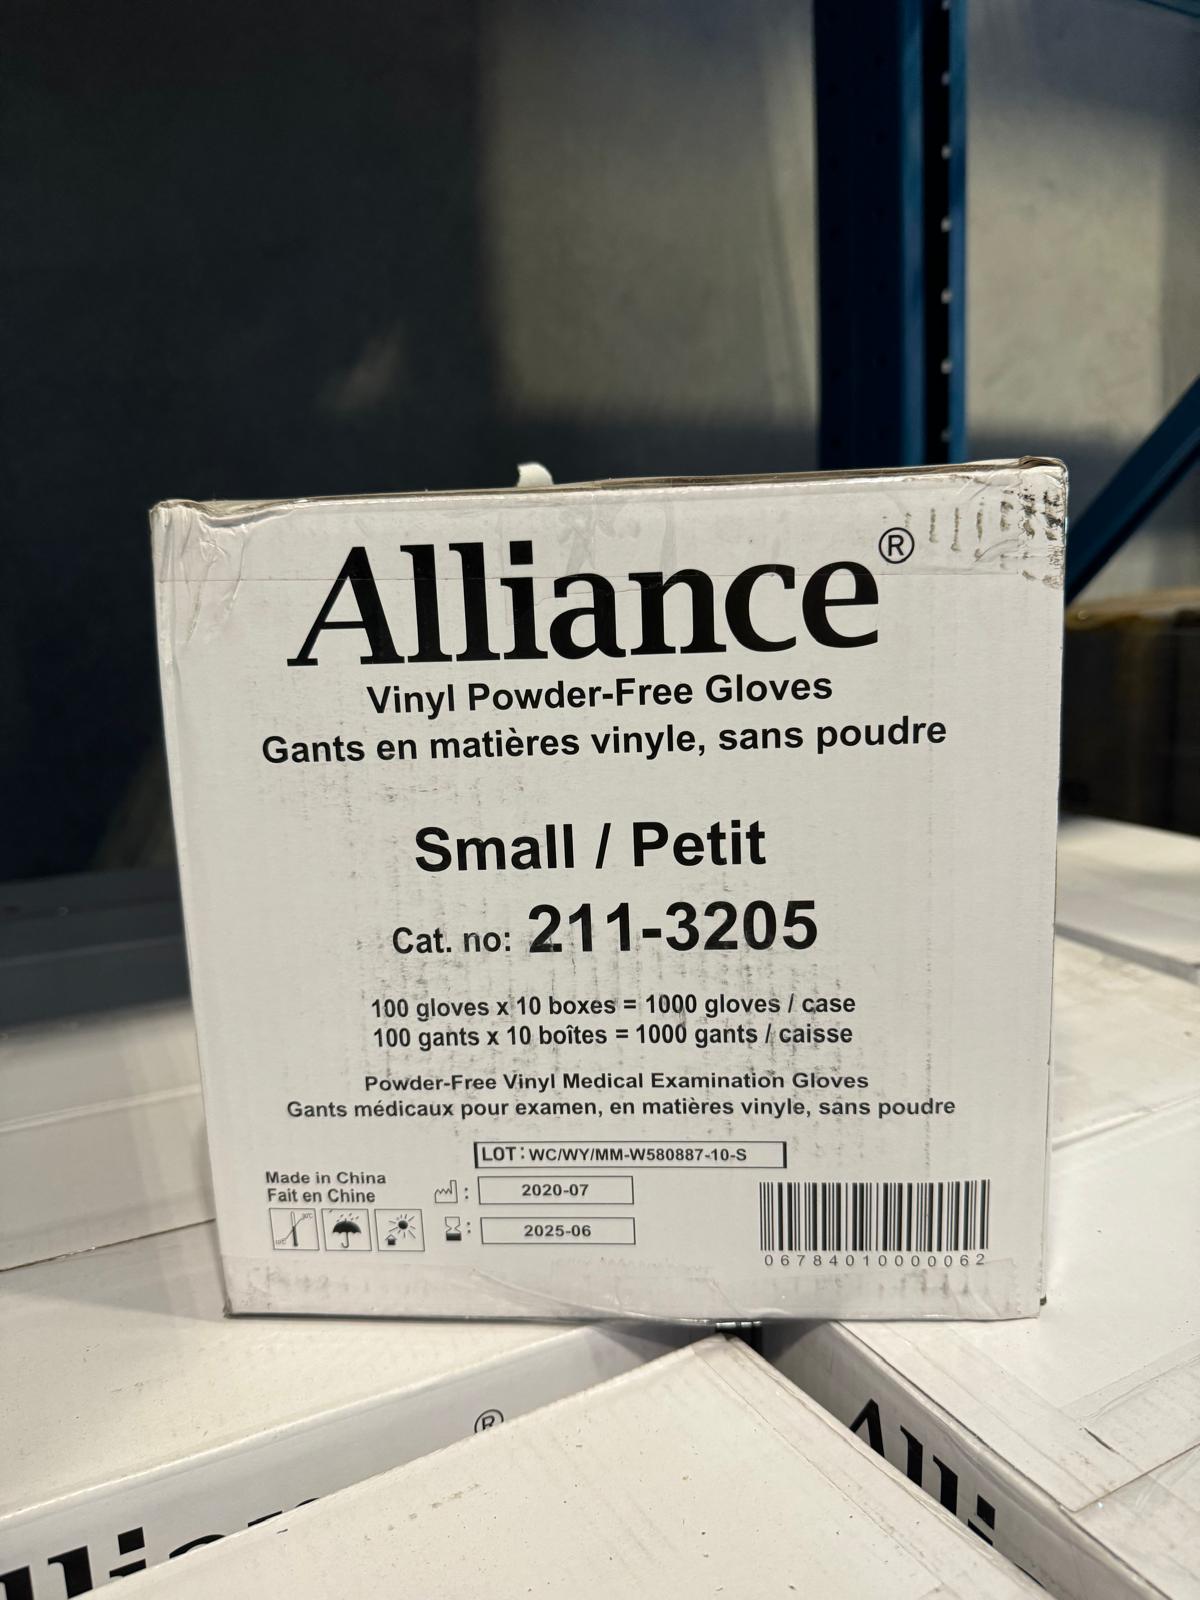 Alliance®
Vinyl Powder-Free Gloves
Gants en matières vinyle, sans poudre
Small / Petit
Cat. no: 211-3205
100 gloves x 10 boxes = 1000 gloves / case
100 gants x 10 boîtes = 1000 gants / caisse
Powder-Free Vinyl Medical Examination Gloves
Gants médicaux pour examen, en matières vinyle, sans poudre
LOT: WC/WY/MM-W580887-10-S
Made in China
Fait en Chine
: 2020-07
: 2025-06
06784010000062
®